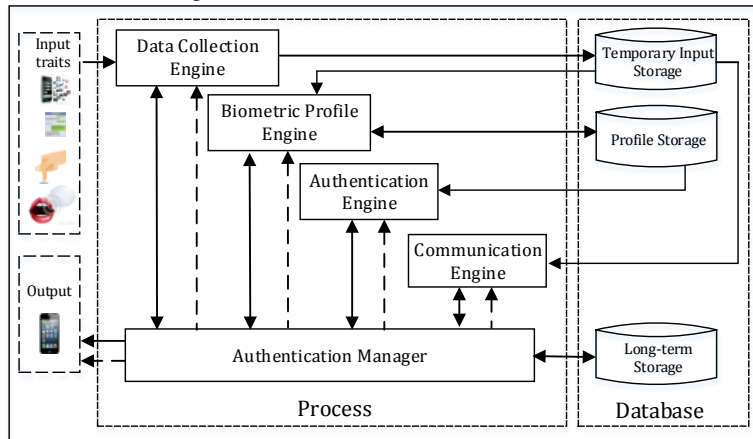 Input
traits
Data Collection
Engine
Temporary Input
Storage
Biometric Profile
Engine
Profile Storage
Authentication
Engine
Communication
Engine
Output
Authentication Manager
Long-term
Storage
Process
Database